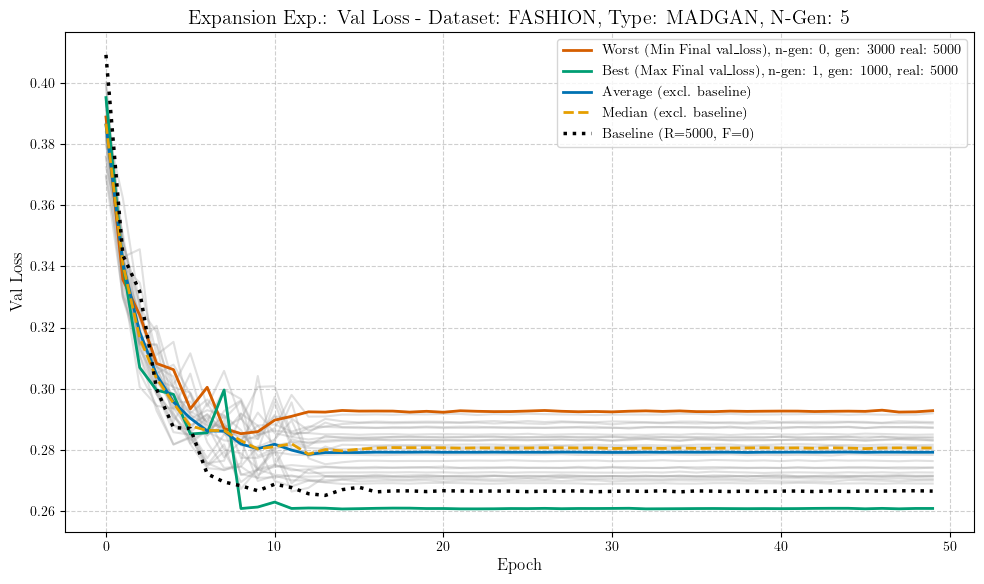 Expansion Exp.: Val Loss - Dataset: FASHION, Type: MADGAN, N-Gen: 5
Worst (Min Final val_loss), n-gen: 0, gen: 3000 real: 5000
Best (Max Final val_loss), n-gen: 1, gen: 1000, real: 5000
Average (excl. baseline)
Median (excl. baseline)
Baseline (R=5000, F=0)
Val Loss
0.40
0.38
0.36
0.34
0.32
0.30
0.28
0.26
0
10
20
30
40
50
Epoch